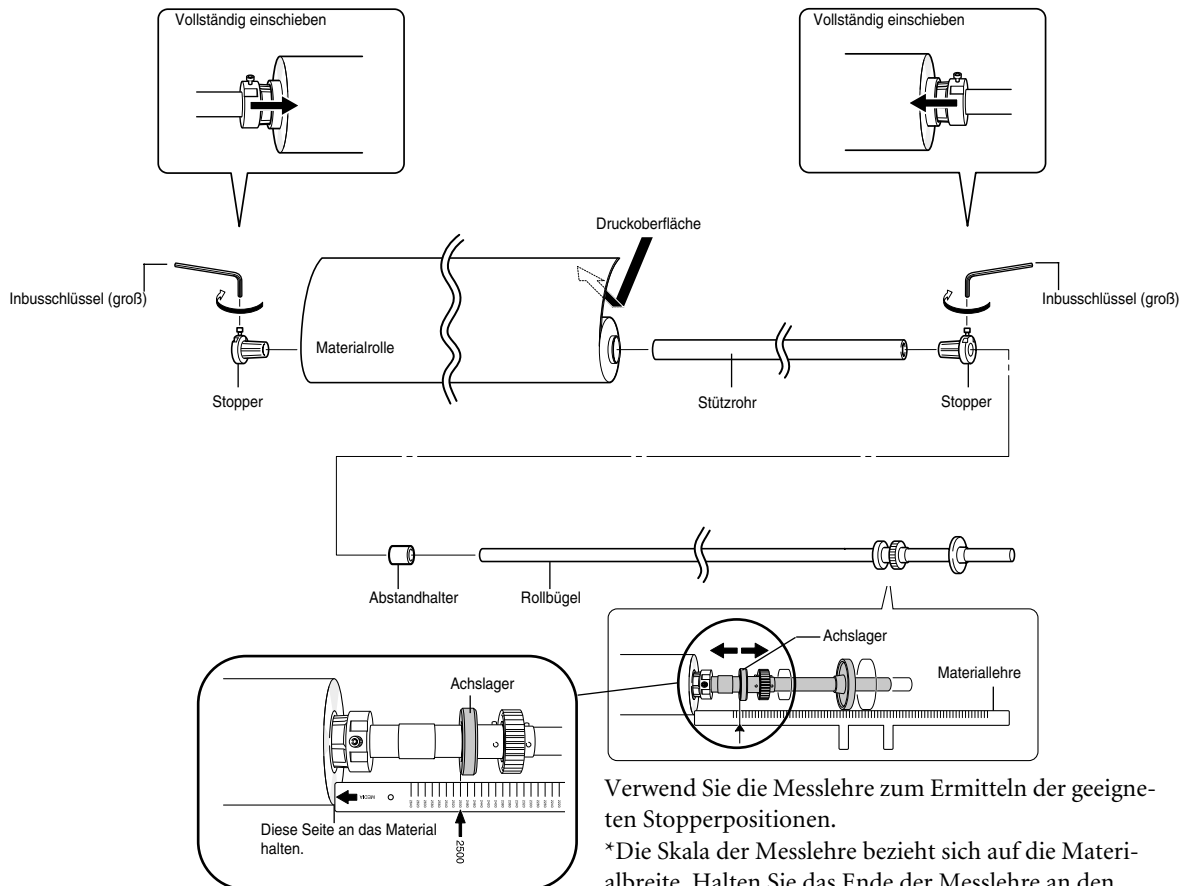 Vollständig einschieben
Vollständig einschieben
Druckoberfläche
Inbusschlüssel (groß)
Inbusschlüssel (groß)
Materialrolle
Stopper
Stützrohr
Stopper
Abstandhalter
Rollbügel
Achslager
Materiallehre
Achslager
MEDIA
Diese Seite an das Material
halten.
2500
Verwend Sie die Messlehre zum Ermitteln der geeigne-
ten Stopperpositionen.
*Die Skala der Messlehre bezieht sich auf die Materi-
albreite. Halten Sie das Ende der Messlehre an den